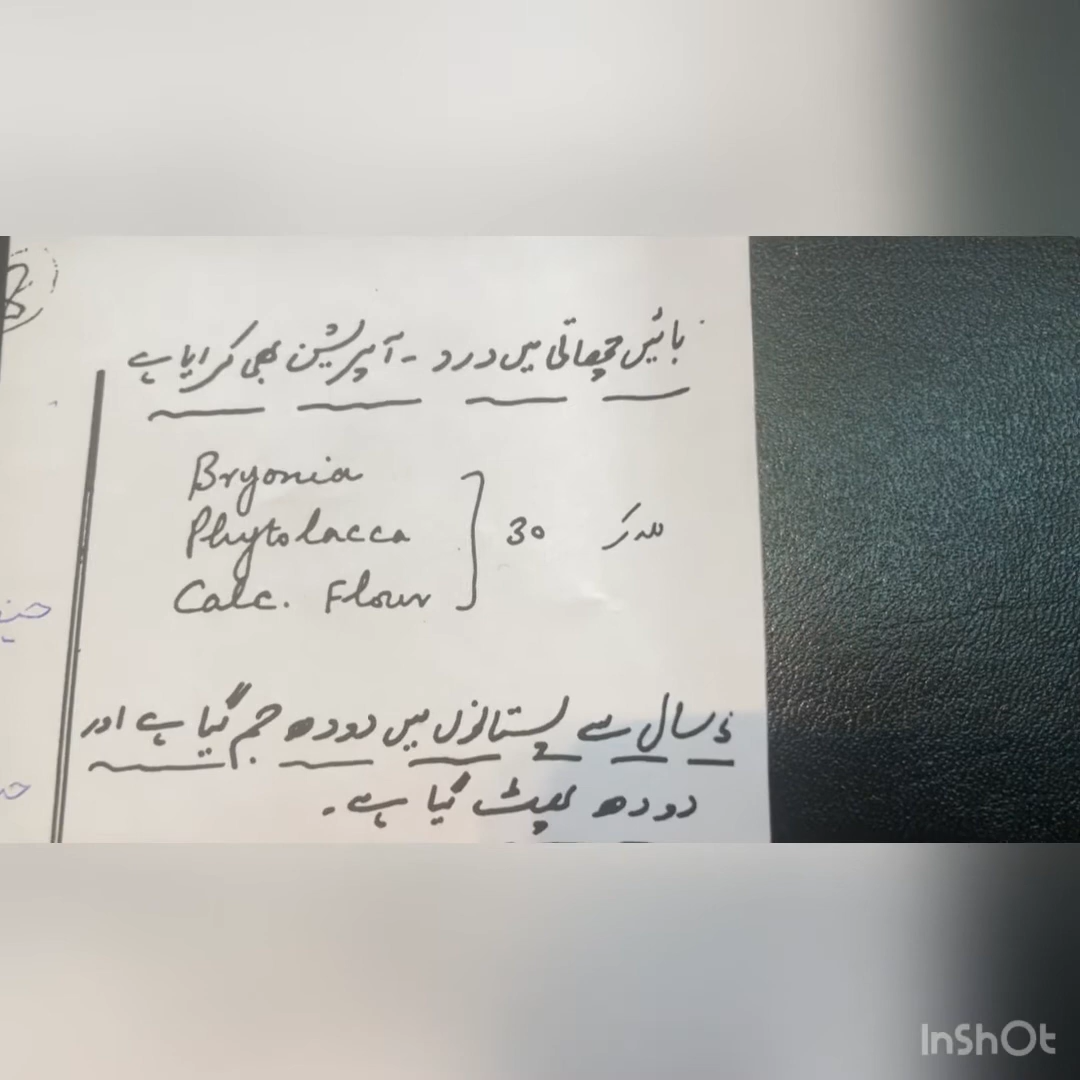 بائیں چھاتی میں درد - آپریشن بھی کرایا ہے
Bryonia
Phytolacca
Calc. Flour
30
سال سے پستانوں میں دودھ جم گیا ہے اور
دودھ پھٹ گیا ہے۔
InShOt